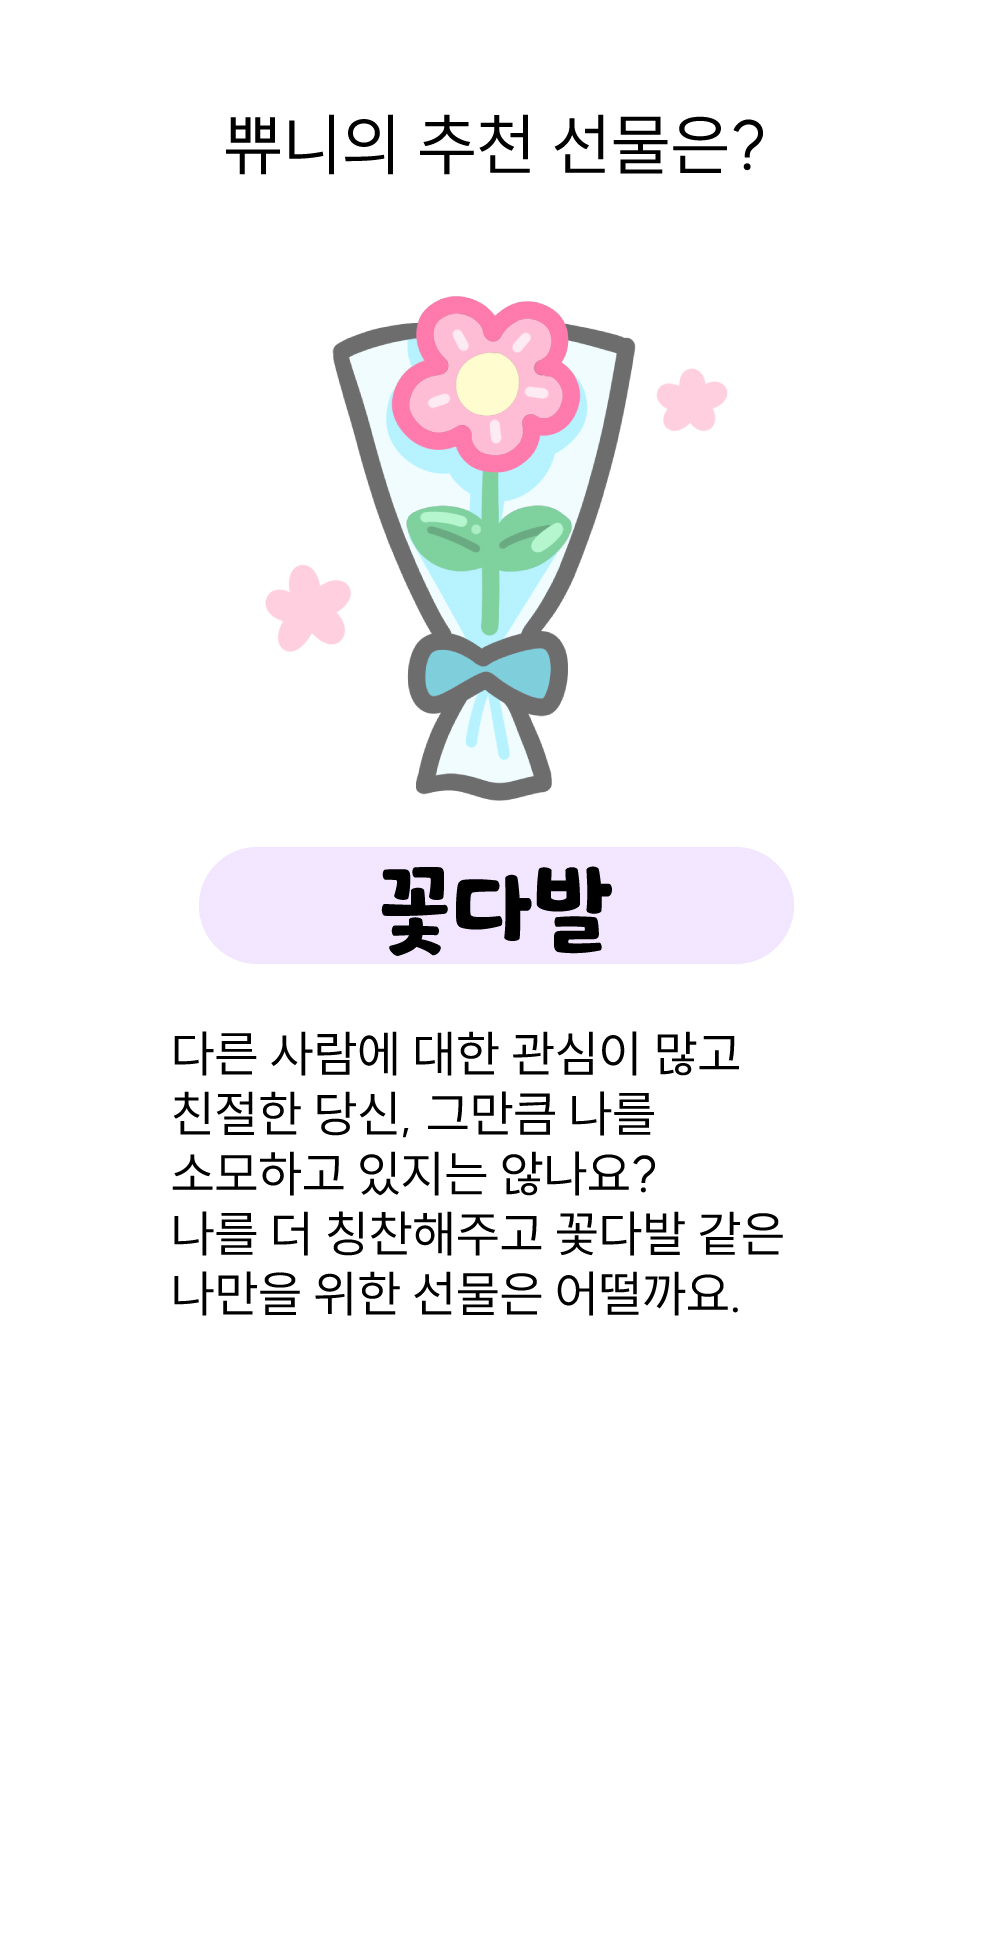 쀼니의 추천 선물은?
꽃다발
다른 사람에 대한 관심이 많고
친절한 당신, 그만큼 나를
소모하고 있지는 않나요?
나를 더 칭찬해주고 꽃다발 같은
나만을 위한 선물은 어떨까요.